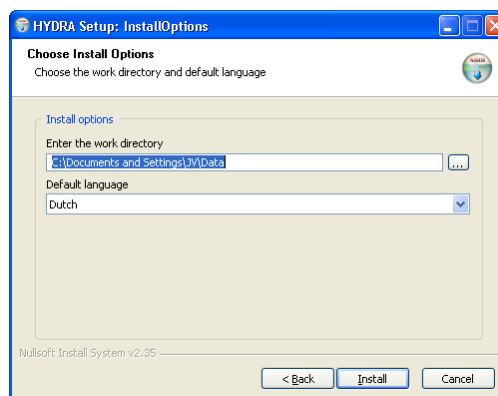 HYDRA Setup: InstallOptions
Choose Install Options
Choose the work directory and default language
Install options
Enter the work directory
C:\Documents and Settings\JV\Data
...
Default language
Dutch
Nullsoft Install System v2.35
< Back
Install
Cancel